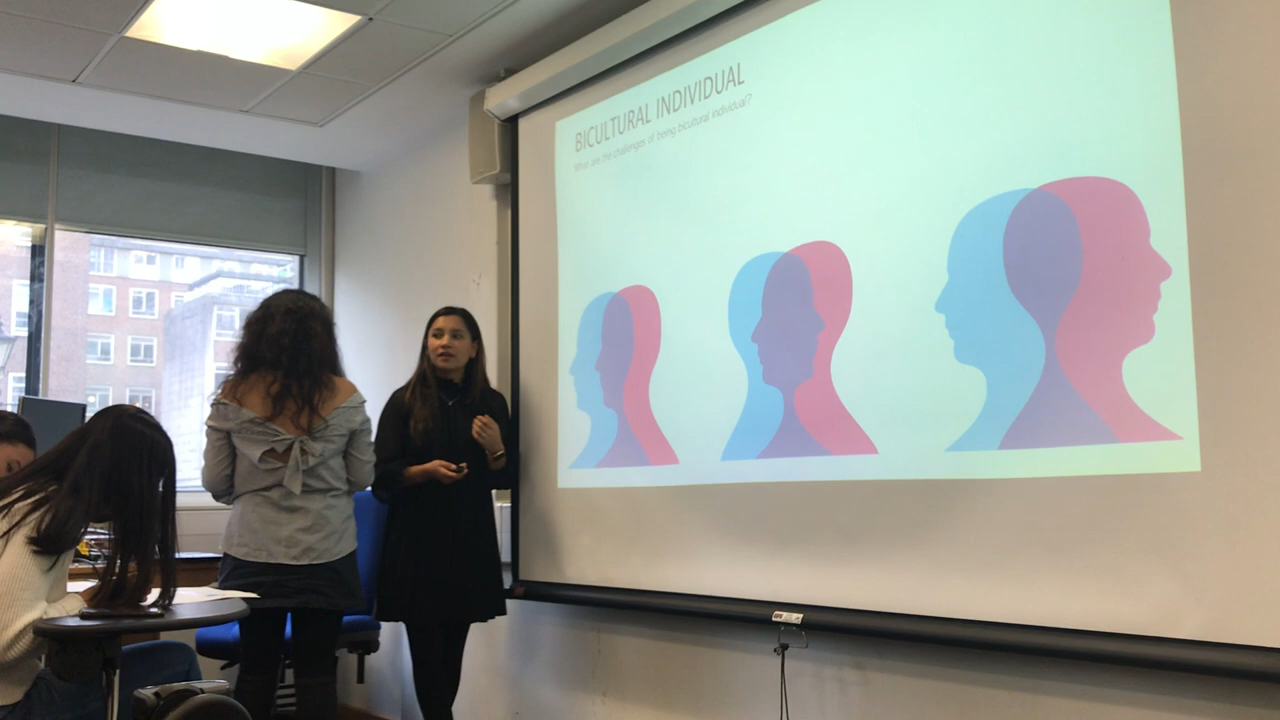 BICULTURAL INDIVIDUAL
What are the challenges of being bicultural individual?